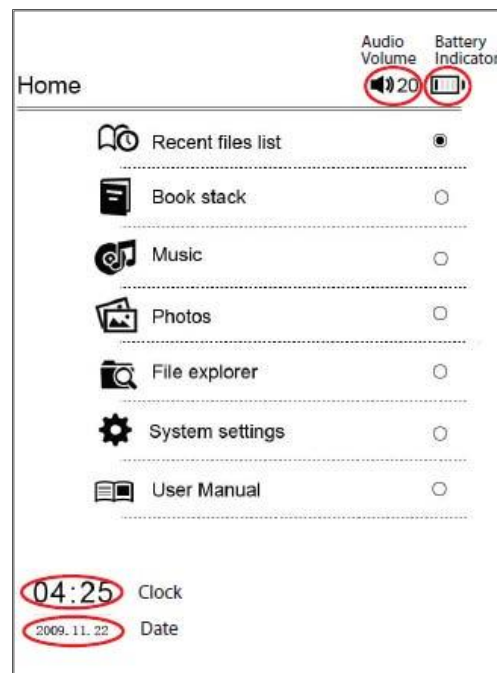 Audio Volume
Battery Indicator
Home
20
Recent files list
Book stack
Music
Photos
File explorer
System settings
User Manual
04:25 Clock
2009.11.22 Date